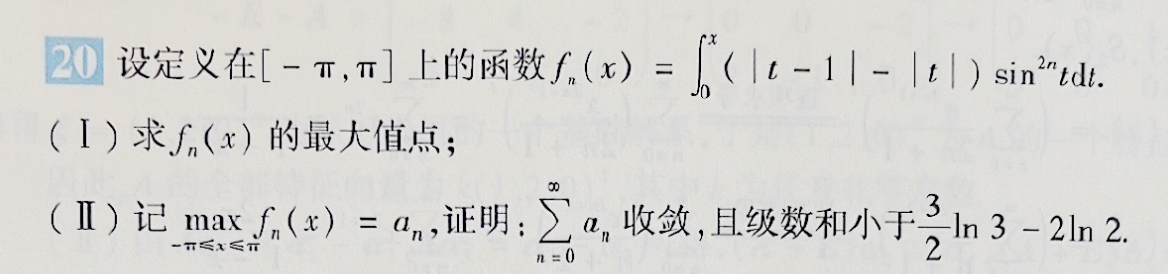 20 设定义在[-π,π]上的函数f_n(x) = ∫_0^x (|t-1|-|t|) sin^{2n}tdt.
(Ⅰ)求f_n(x)的最大值点;
(Ⅱ)记 max_{-π≤x≤π} f_n(x) = a_n,证明:∑_{n=0}^{∞} a_n 收敛,且级数和小于 \frac{3}{2} ln 3 - 2ln 2.